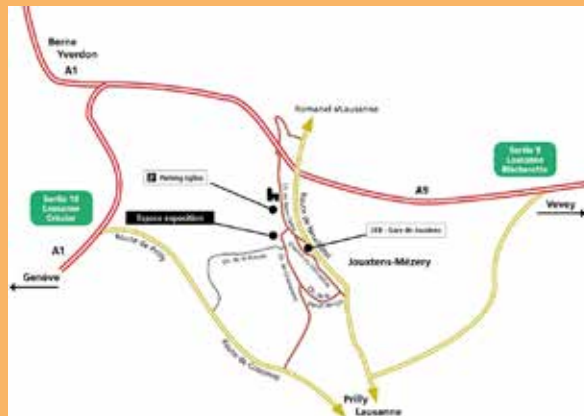 Berne
Yverdon
A1
Romanel s/Lausanne
Sortie 9
Lausanne
Blécherette
P Parking église
A9
Vevey
Sortie 10
Lausanne
Crissier
Espace exposition
LEB - Gare de Jouxtens
A1
Route de Prilly
Jouxtens-Mézery
Genève
Route de Cossonay
Prilly
Lausanne